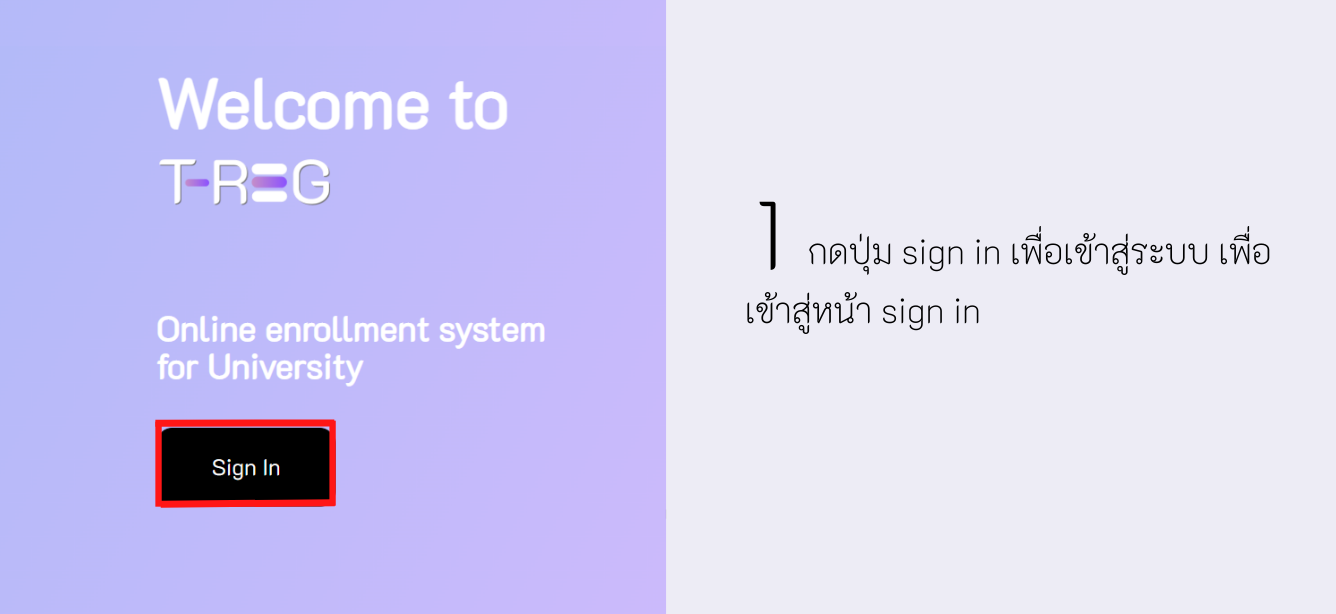 Welcome to
T-REG
Online enrollment system
for University
Sign In
1 กดปุ่ม sign in เพื่อเข้าสู่ระบบ เพื่อ
เข้าสู่หน้า sign in